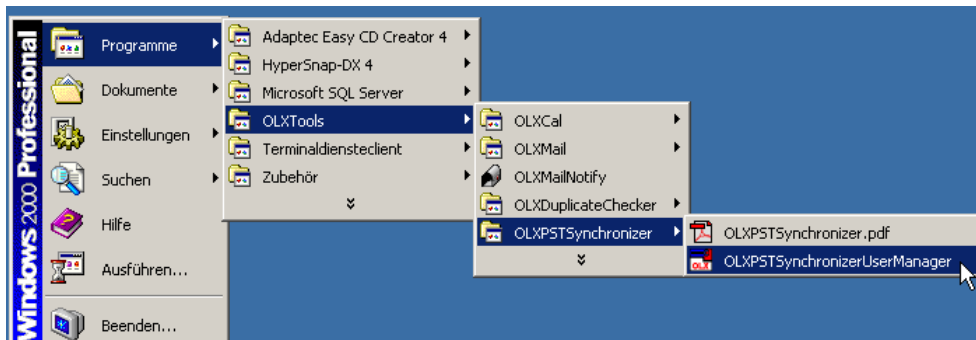 Windows 2000 Professional
Programme
Dokumente
Einstellungen
Suchen
Hilfe
Ausführen...
Beenden...
Adaptec Easy CD Creator 4
HyperSnap-DX 4
Microsoft SQL Server
OLXTools
Terminaldiensteclient
Zubehör
OLXCal
OLXMail
OLXMailNotify
OLXDuplicateChecker
OLXPSTSynchronizer
OLXPSTSynchronizer.pdf
OLXPSTSynchronizerUserManager